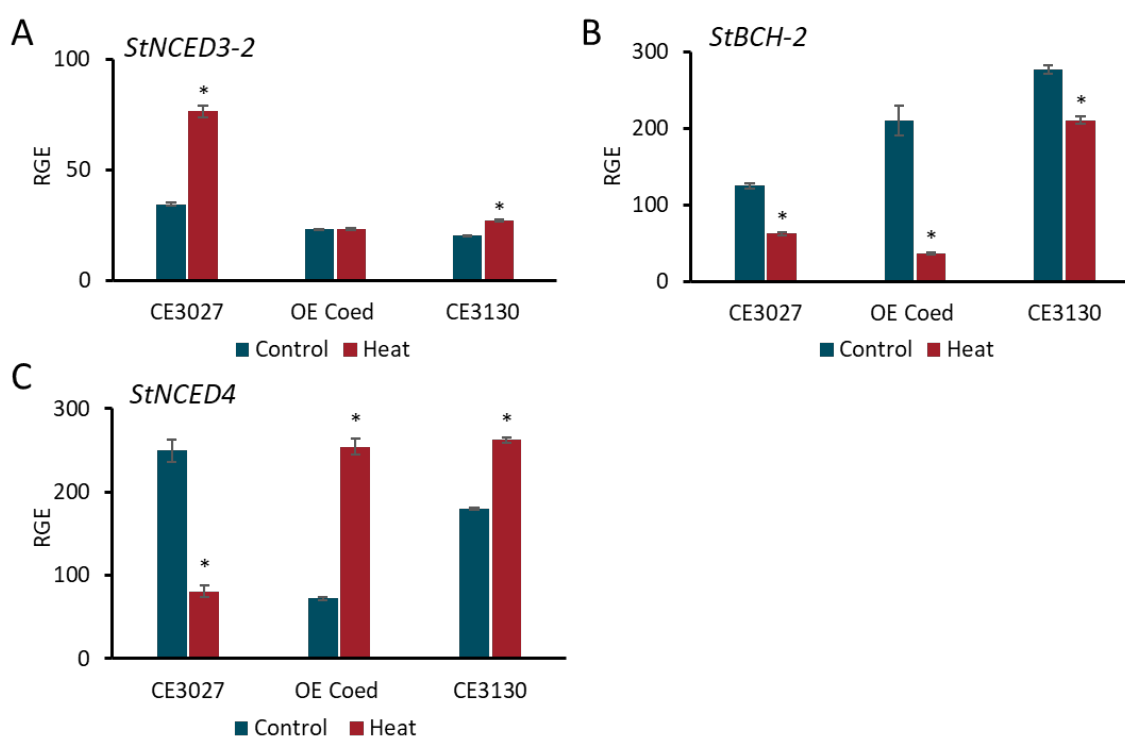 A
StNCED3-2
100
50
0
RGE
*
*
CE3027 OE Coed CE3130
Control Heat
B
StBCH-2
300
200
100
0
RGE
*
*
*
CE3027 OE Coed CE3130
Control Heat
C
StNCED4
300
200
100
0
RGE
*
*
*
CE3027 OE Coed CE3130
Control Heat